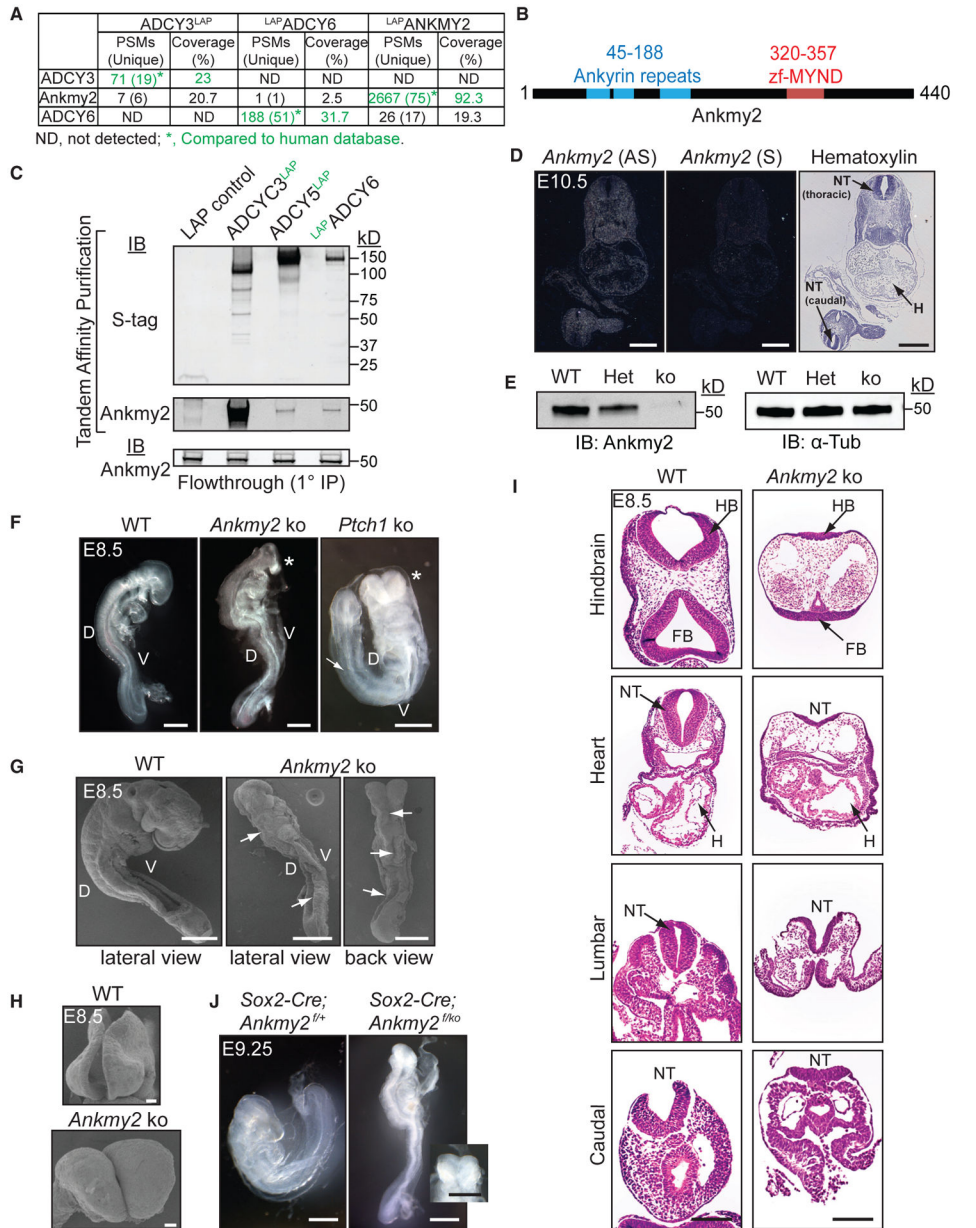 A
ADCY3LAP LAPADCY6 LAPANKMY2
PSMs (Unique) Coverage (%) PSMs (Unique) Coverage (%) PSMs (Unique) Coverage (%)
ADCY3 71 (19)* 23 ND ND ND ND
Ankmy2 7 (6) 20.7 1 (1) 2.5 2667 (75)* 92.3
ADCY6 ND ND 188 (51)* 31.7 26 (17) 19.3
ND, not detected; *, Compared to human database.
B
45-188 320-357
Ankyrin repeats zf-MYND
1 440
Ankmy2
C
LAP control ADCYC3LAP ADCY5LAP LAPADCY6
IB kD
Tandem Affinity Purification
S-tag
150
100
75
50
37
25
Ankmy2 50
IB
Ankmy2 50
Flowthrough (1° IP)
D
Ankmy2 (AS) Ankmy2 (S) Hematoxylin
E10.5
NT
(thoracic)
NT
(caudal)
H
E
WT Het ko kD WT Het ko kD
50 50
IB: Ankmy2 IB: α-Tub
F
WT Ankmy2 ko Ptch1 ko
E8.5
* *
D V D V D V
G
WT Ankmy2 ko
E8.5
D V D V
lateral view lateral view back view
H
WT
E8.5
Ankmy2 ko
J
Sox2-Cre; Sox2-Cre;
Ankmy2f/+ Ankmy2f/ko
E9.25
I
WT Ankmy2 ko
E8.5
Hindbrain
HB HB
FB FB
Heart
NT NT
H H
Lumbar
NT NT
Caudal
NT NT